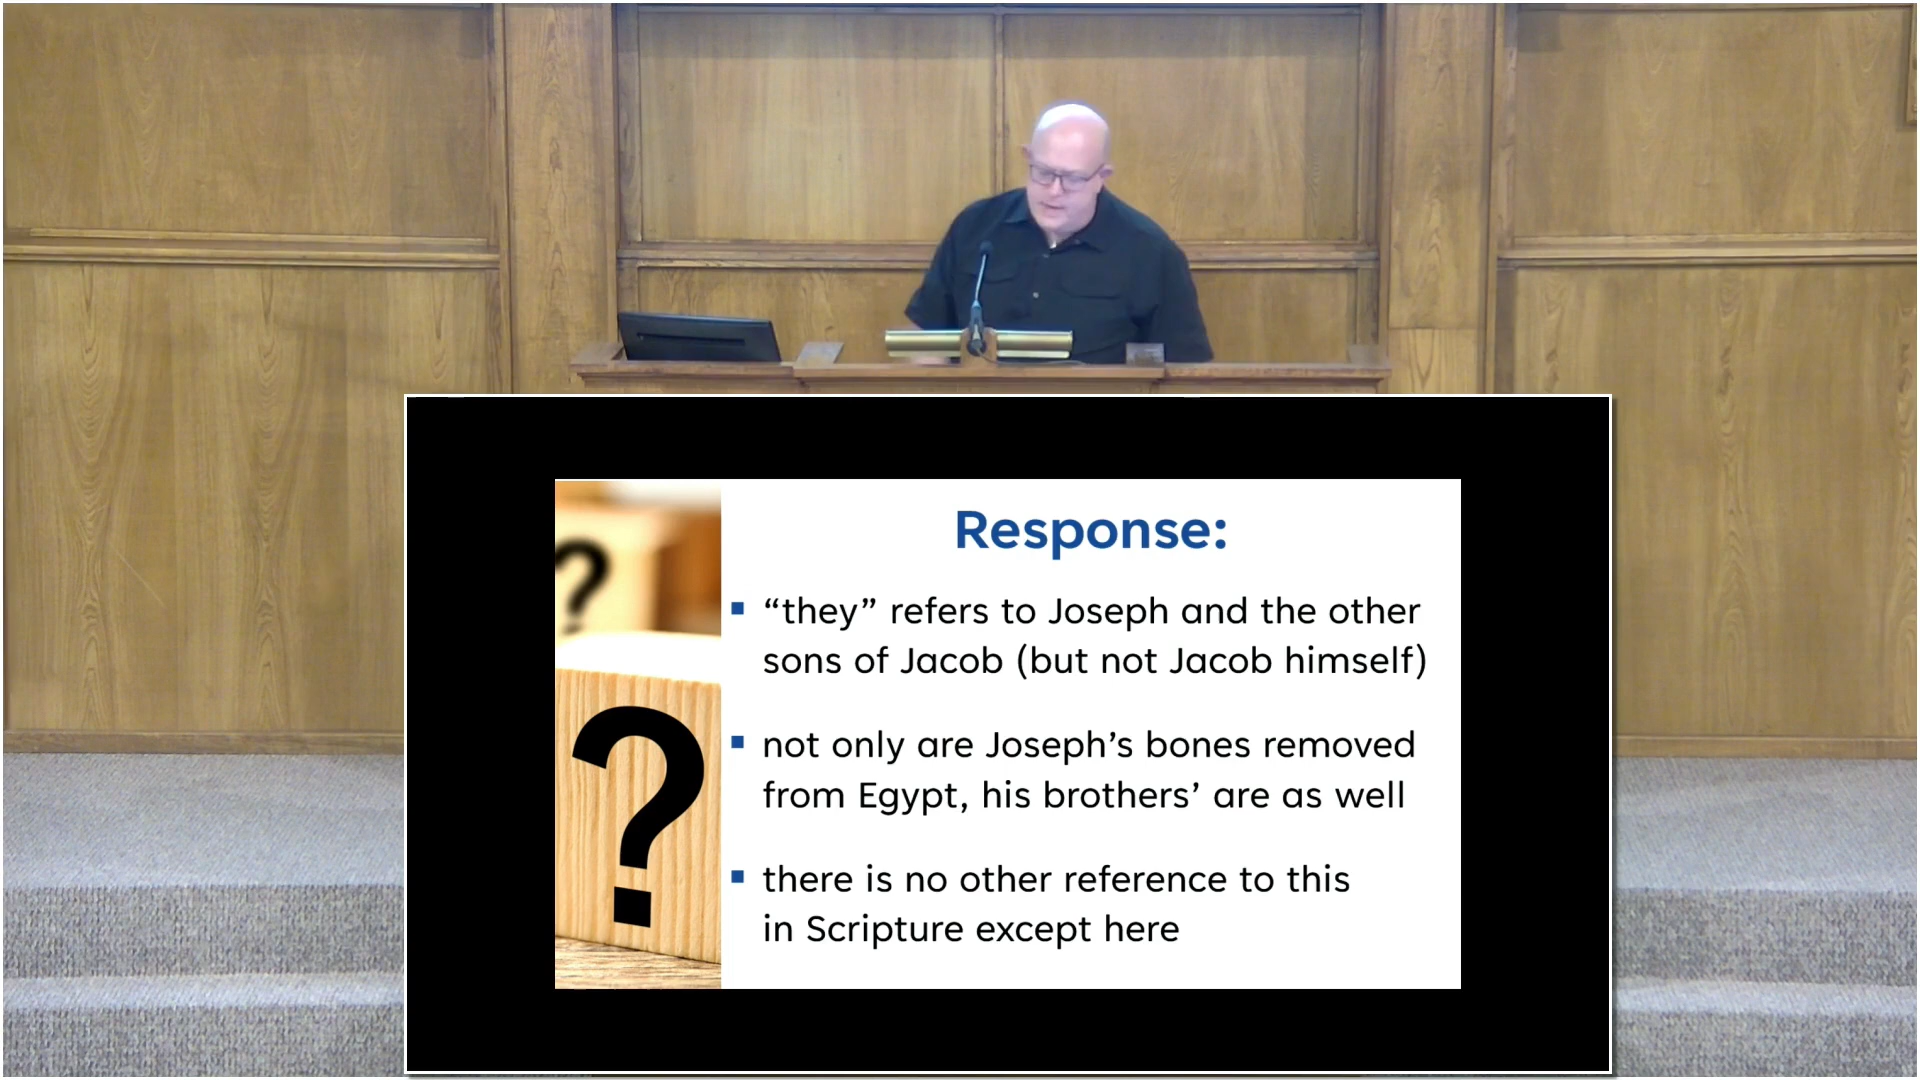 Response:
“they” refers to Joseph and the other
sons of Jacob (but not Jacob himself)
not only are Joseph’s bones removed
from Egypt, his brothers’ are as well
there is no other reference to this
in Scripture except here
?
?